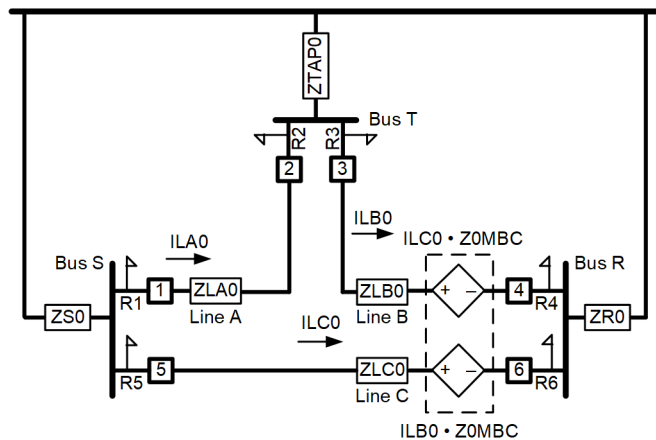 ZTAP0
Bus T
R2
R3
2
3
ILA0
ILB0
ILC0 • Z0MBC
Bus S
Bus R
+
–
R1
1
ZLA0
ZLB0
4
R4
Line A
Line B
ZS0
ILC0
ZR0
+
–
R5
5
ZLC0
6
R6
Line C
ILB0 • Z0MBC